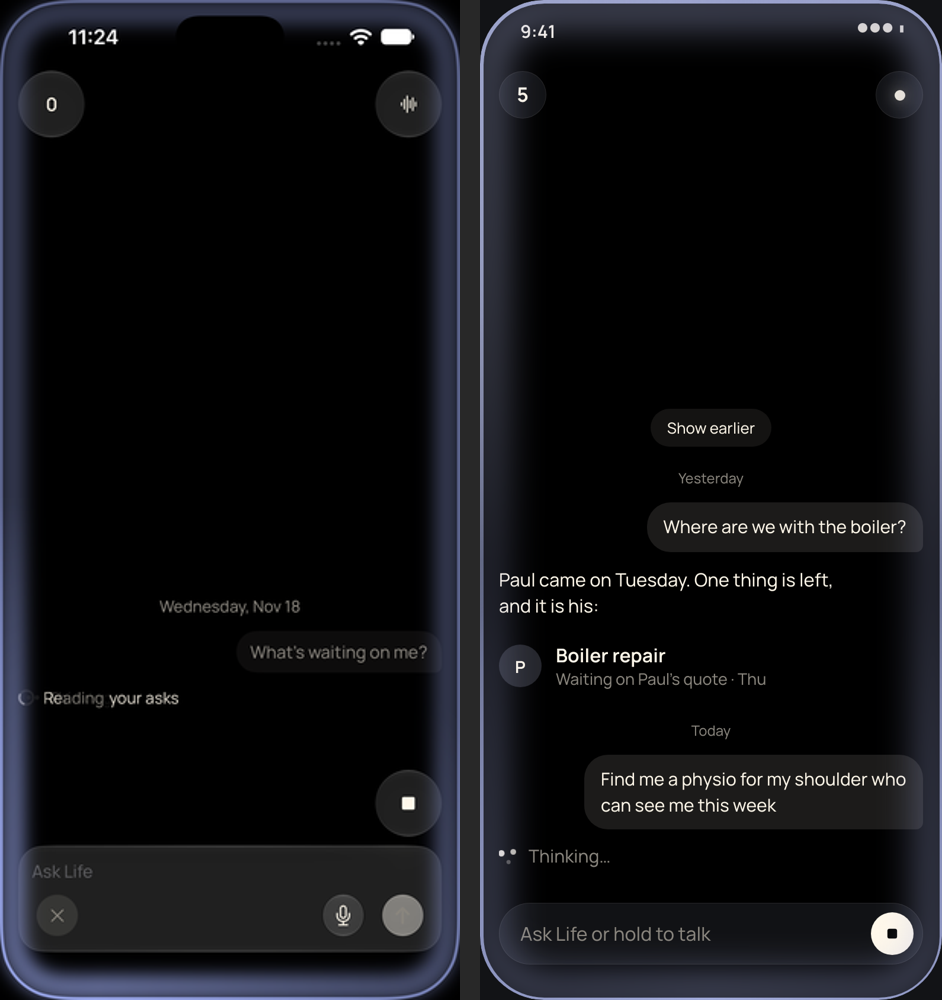 11:24
0
Wednesday, Nov 18
What's waiting on me?
Reading your asks
Ask Life
9:41
5
Show earlier
Yesterday
Where are we with the boiler?
Paul came on Tuesday. One thing is left,
and it is his:
P
Boiler repair
Waiting on Paul's quote · Thu
Today
Find me a physio for my shoulder who
can see me this week
Thinking…
Ask Life or hold to talk